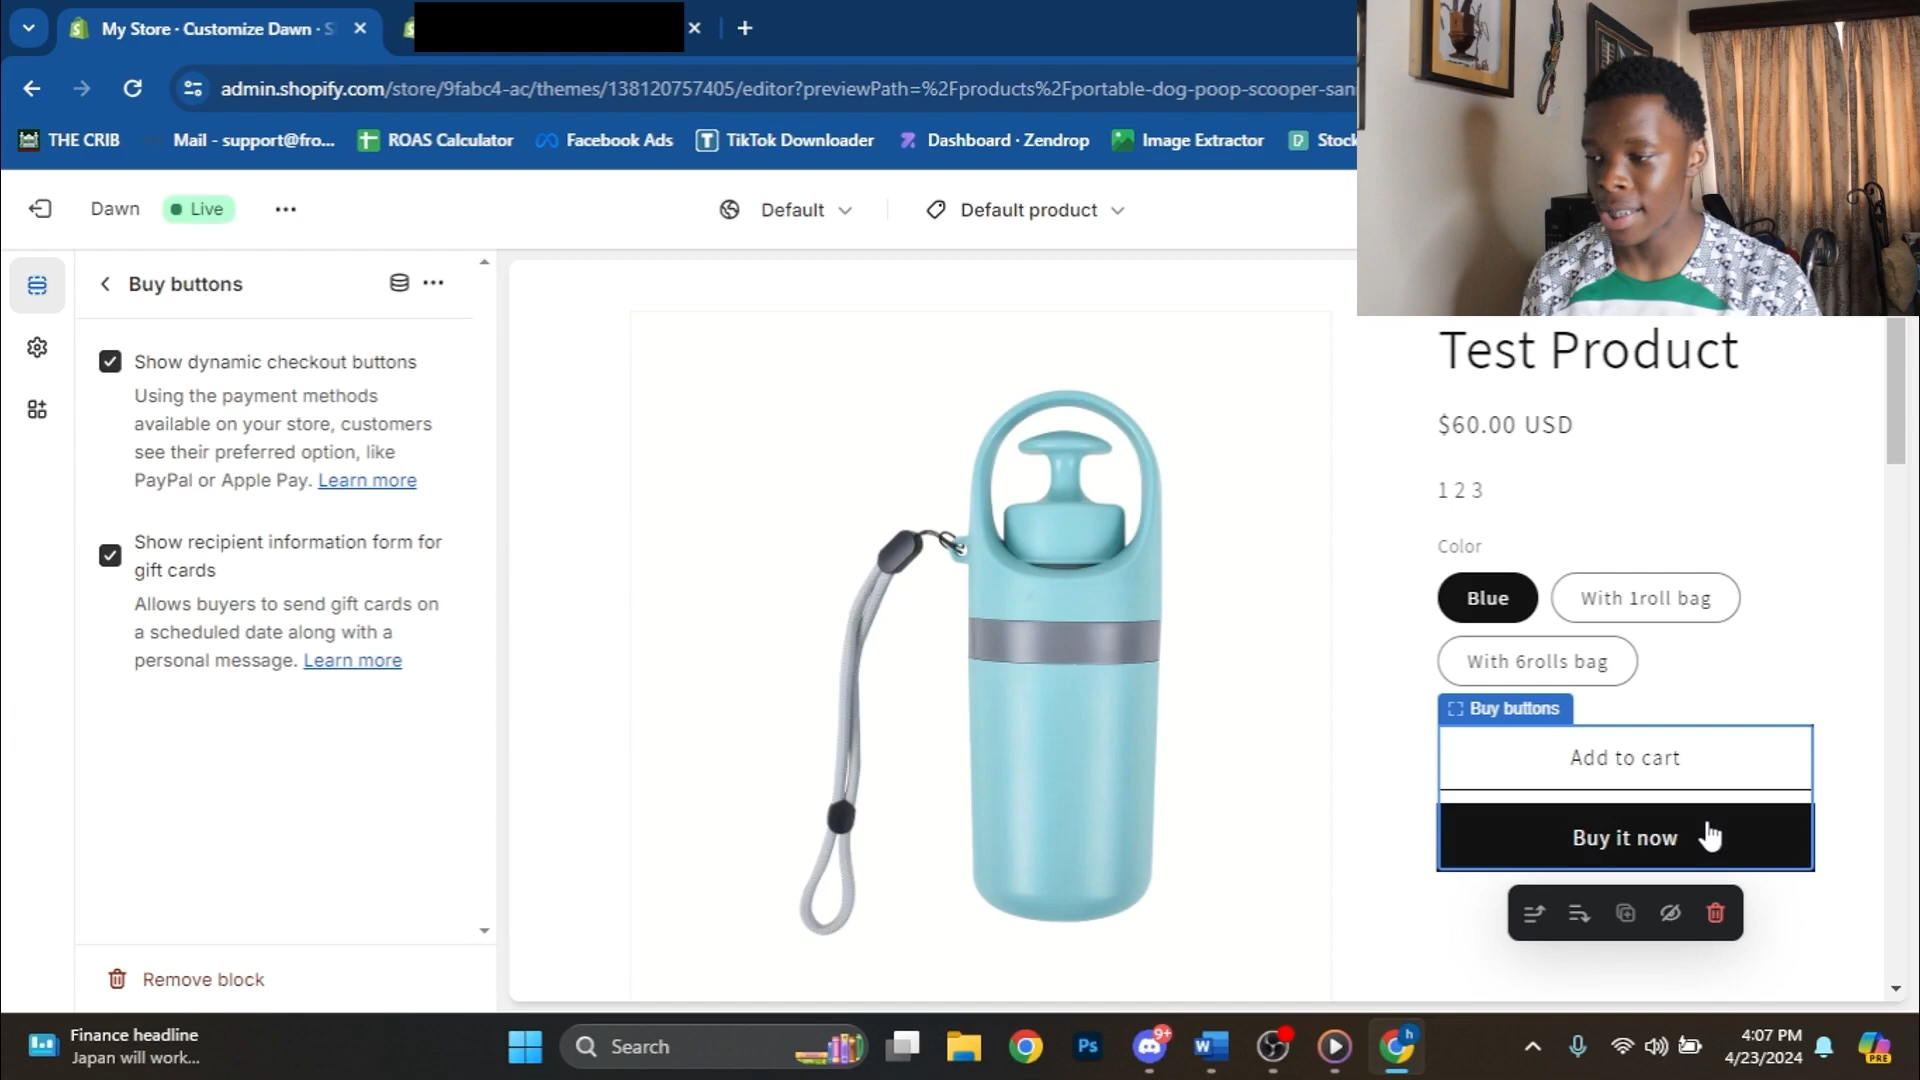 My Store · Customize Dawn · S
admin.shopify.com/store/9fabc4-ac/themes/138120757405/editor?previewPath=%2Fproducts%2Fportable-dog-poop-scooper-san
THE CRIB
Mail - support@fro...
ROAS Calculator
Facebook Ads
T TikTok Downloader
Dashboard · Zendrop
Image Extractor
D Stock
Dawn
Live
Default
Default product
Buy buttons
Show dynamic checkout buttons
Using the payment methods
available on your store, customers
see their preferred option, like
PayPal or Apple Pay. Learn more
Show recipient information form for
gift cards
Allows buyers to send gift cards on
a scheduled date along with a
personal message. Learn more
Remove block
Test Product
$60.00 USD
1 2 3
Color
Blue
With 1roll bag
With 6rolls bag
Buy buttons
Add to cart
Buy it now
Finance headline
Japan will work...
Search
Ps
9+
W
h
4:07 PM
4/23/2024
PRE